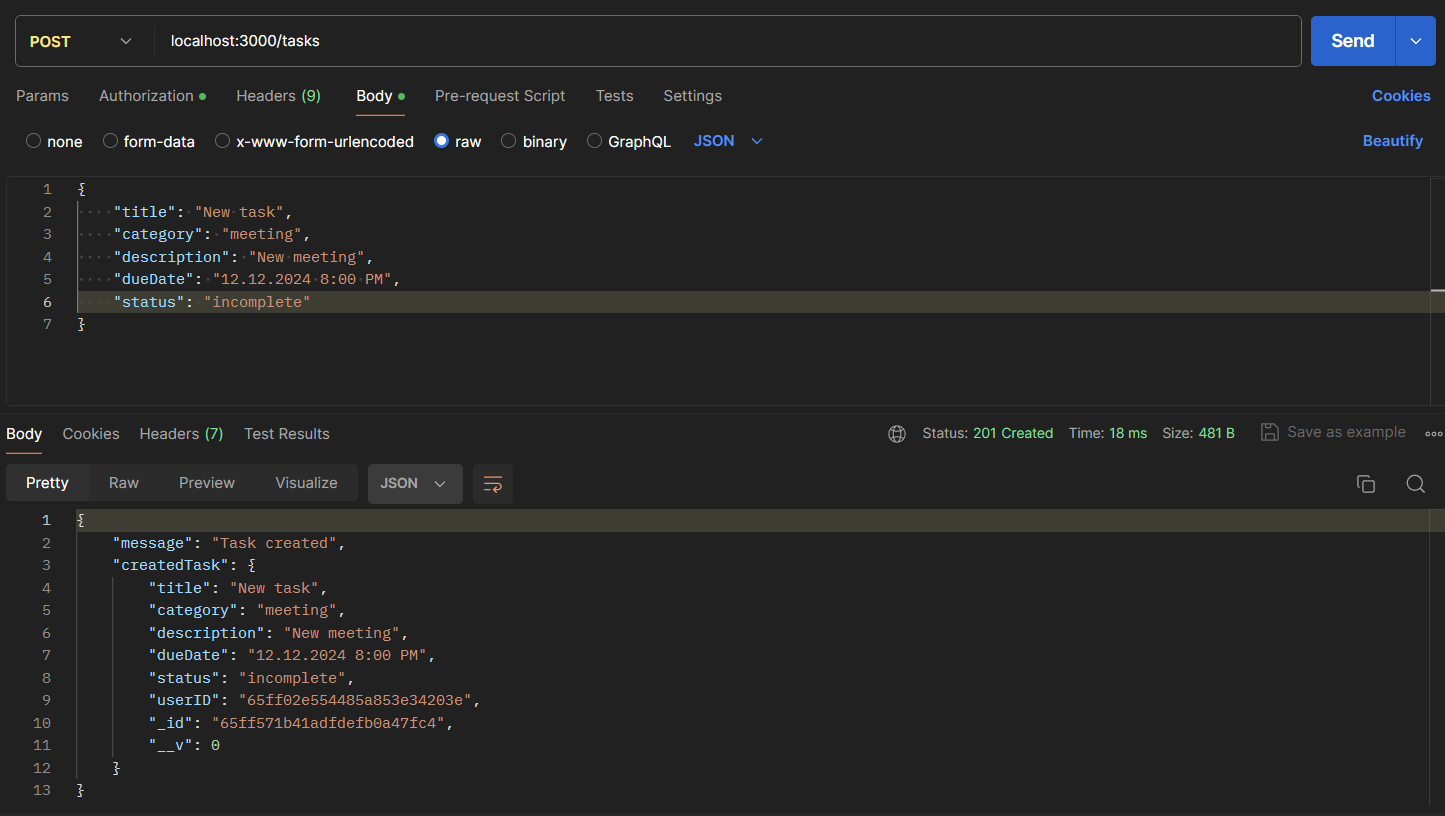 POST localhost:3000/tasks Send
Params Authorization Headers (9) Body Pre-request Script Tests Settings Cookies
none form-data x-www-form-urlencoded raw binary GraphQL JSON Beautify
1 {
2 "title": "New task",
3 "category": "meeting",
4 "description": "New meeting",
5 "dueDate": "12.12.2024 8:00 PM",
6 "status": "incomplete"
7 }
Body Cookies Headers (7) Test Results Status: 201 Created Time: 18 ms Size: 481 B Save as example
Pretty Raw Preview Visualize JSON
1 {
2 "message": "Task created",
3 "createdTask": {
4 "title": "New task",
5 "category": "meeting",
6 "description": "New meeting",
7 "dueDate": "12.12.2024 8:00 PM",
8 "status": "incomplete",
9 "userID": "65ff02e554485a853e34203e",
10 "_id": "65ff571b41adfdefb0a47fc4",
11 "__v": 0
12 }
13 }